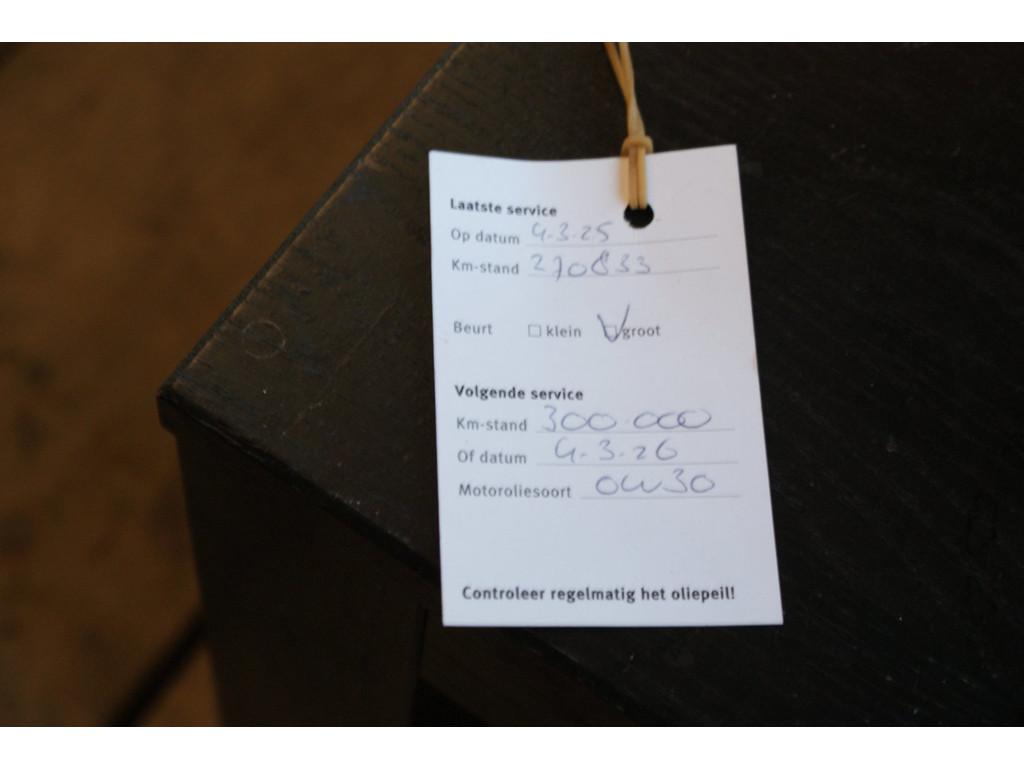 Laatste service
Op datum 4-3-25
Km-stand 270833
Beurt klein groot
Volgende service
Km-stand 300.000
Of datum 4-3-26
Motoroliesoort 0W30
Controleer regelmatig het oliepeil!